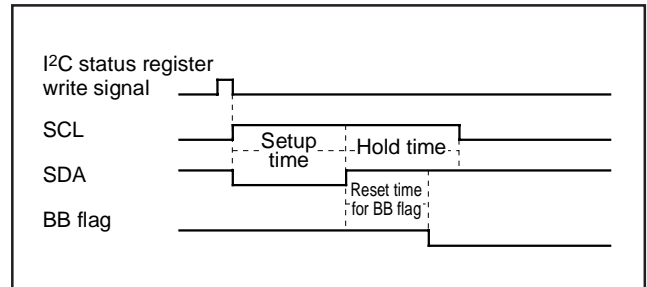 I2C status register
write signal
SCL
Setup
time
Hold time
SDA
Reset time
for BB flag
BB flag